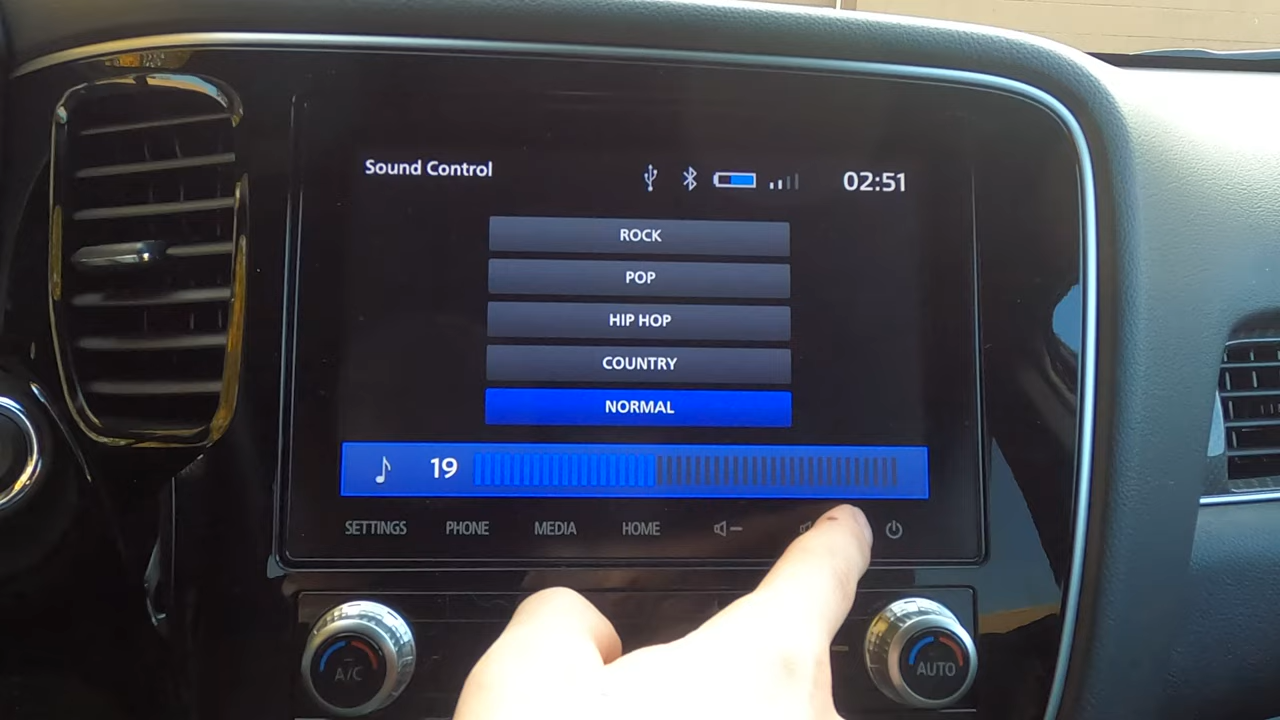 Sound Control
02:51
ROCK
POP
HIP HOP
COUNTRY
NORMAL
19
SETTINGS PHONE MEDIA HOME
A/C
AUTO